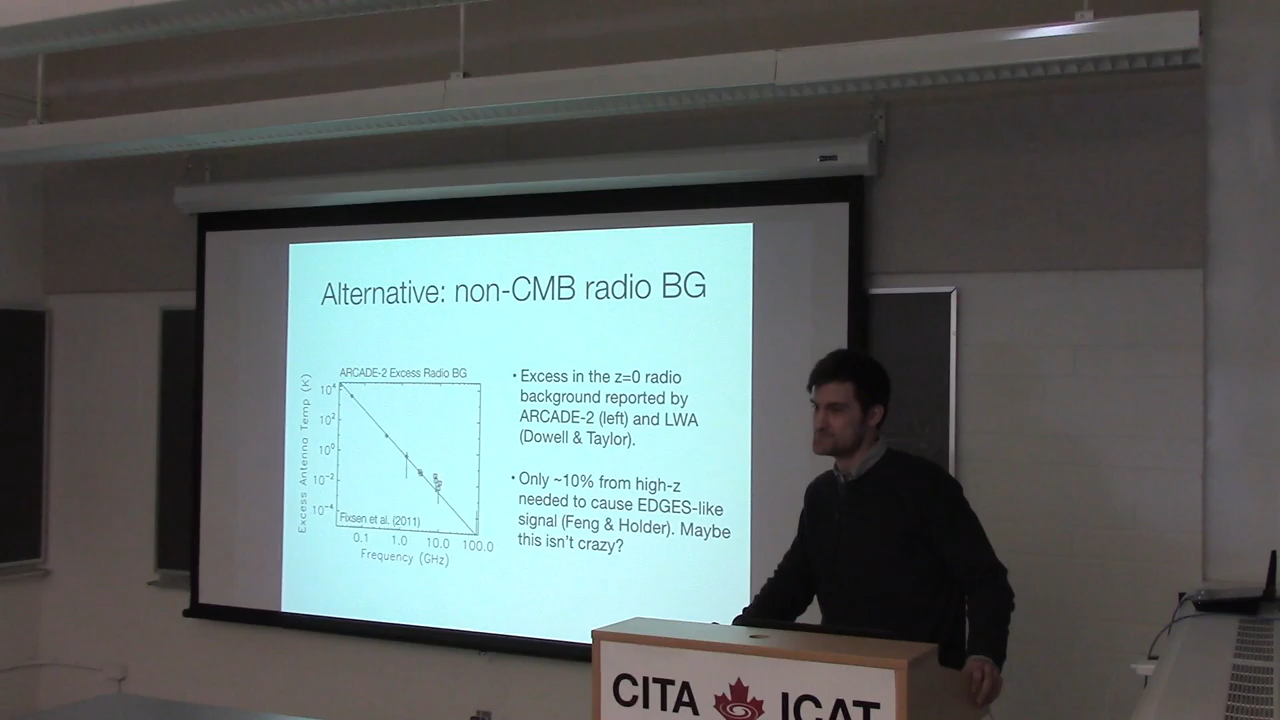 Alternative: non-CMB radio BG
ARCADE-2 Excess Radio BG
Excess Antenna Temp (K)
10⁴
10²
10⁰
10⁻²
10⁻⁴
Fixsen et al. (2011)
0.1 1.0 10.0 100.0
Frequency (GHz)
• Excess in the z=0 radio
background reported by
ARCADE-2 (left) and LWA
(Dowell & Taylor).
• Only ~10% from high-z
needed to cause EDGES-like
signal (Feng & Holder). Maybe
this isn't crazy?
CITA ICAT